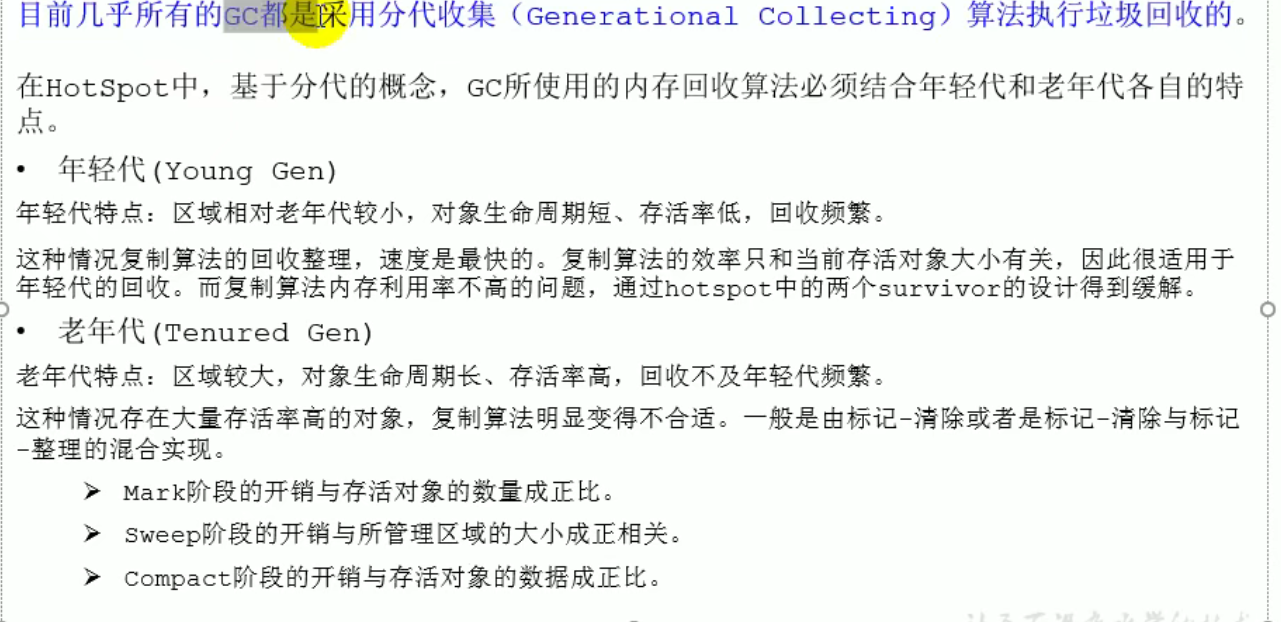 目前几乎所有的GC都是采用分代收集（Generational Collecting）算法执行垃圾回收的。
在HotSpot中，基于分代的概念，GC所使用的内存回收算法必须结合年轻代和老年代各自的特
点。
• 年轻代(Young Gen)
年轻代特点：区域相对老年代较小，对象生命周期短、存活率低，回收频繁。
这种情况复制算法的回收整理，速度是最快的。复制算法的效率只和当前存活对象大小有关，因此很适用于
年轻代的回收。而复制算法内存利用率不高的问题，通过hotspot中的两个survivor的设计得到缓解。
• 老年代(Tenured Gen)
老年代特点：区域较大，对象生命周期长、存活率高，回收不及年轻代频繁。
这种情况存在大量存活率高的对象，复制算法明显变得不合适。一般是由标记-清除或者是标记-清除与标记
-整理的混合实现。
➢ Mark阶段的开销与存活对象的数量成正比。
➢ Sweep阶段的开销与所管理区域的大小成正相关。
➢ Compact阶段的开销与存活对象的数据成正比。